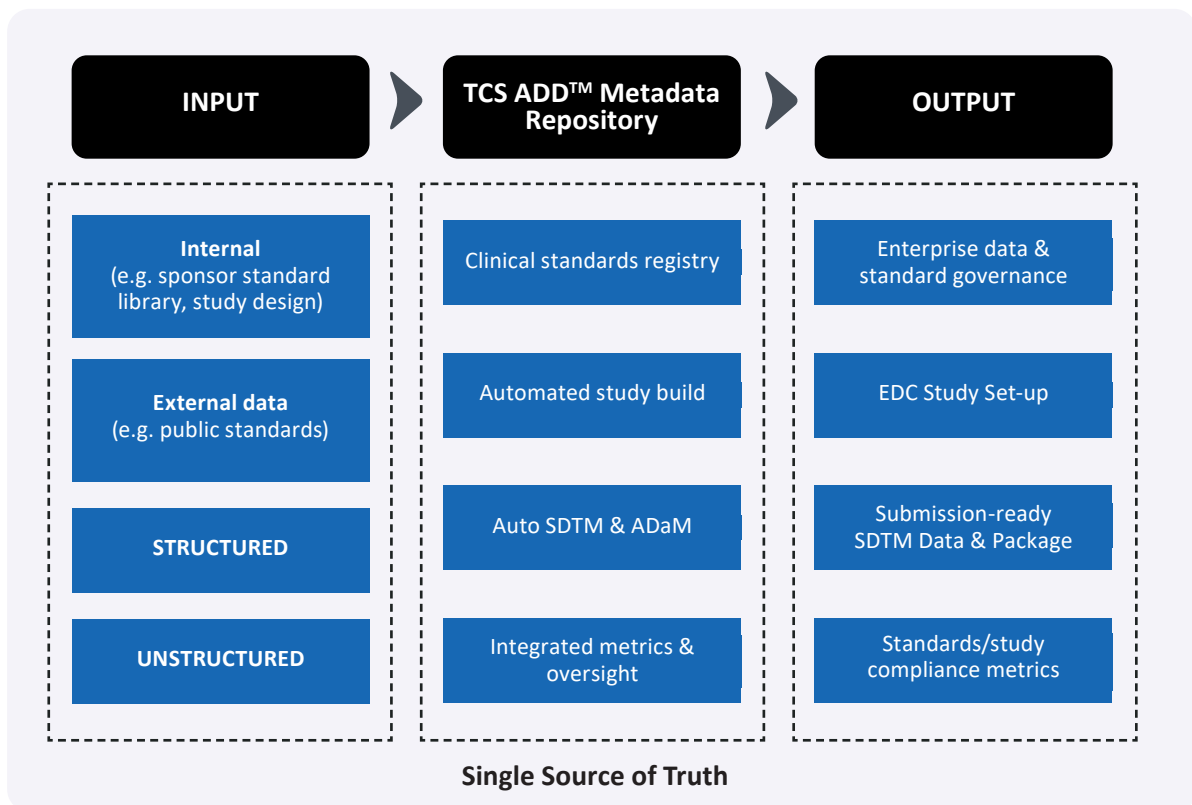 INPUT
TCS ADD™ Metadata
Repository
OUTPUT
Internal
(e.g. sponsor standard
library, study design)
External data
(e.g. public standards)
STRUCTURED
UNSTRUCTURED
Clinical standards registry
Automated study build
Auto SDTM & ADaM
Integrated metrics &
oversight
Enterprise data &
standard governance
EDC Study Set-up
Submission-ready
SDTM Data & Package
Standards/study
compliance metrics
Single Source of Truth